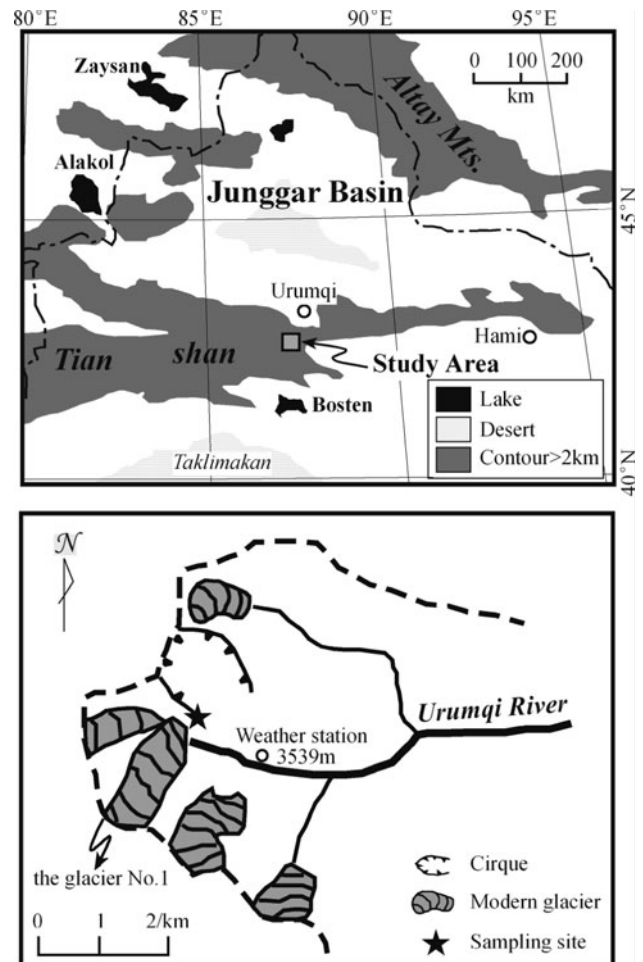 80°E 85°E 90°E 95°E
Zaysan
0 100 200
km
Altay Mts.
Alakol
Junggar Basin
45°N
Urumqi
Hami
Tian shan
Study Area
Bosten
Lake
Desert
Contour>2km
Taklimakan
40°N
N
Urumqi River
Weather station
3539m
the glacier No.1
Cirque
Modern glacier
Sampling site
0 1 2/km